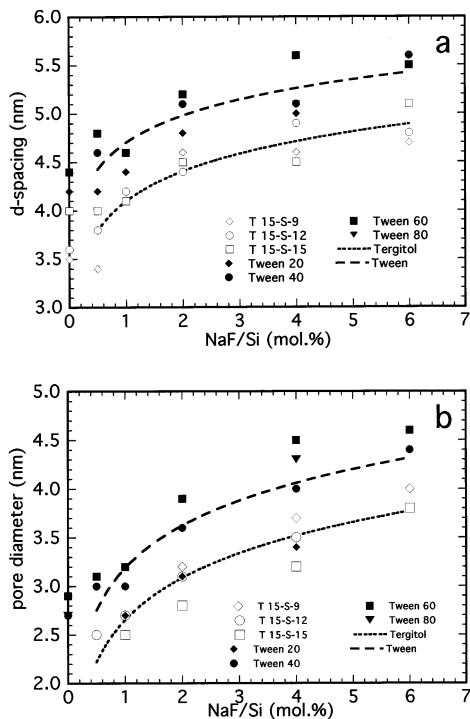 a
6.0
5.5
5.0
4.5
4.0
3.5
3.0
d-spacing (nm)
T 15-S-9
T 15-S-12
T 15-S-15
Tween 20
Tween 40
Tween 60
Tween 80
Tergitol
Tween
0 1 2 3 4 5 6 7
NaF/Si (mol.%)
b
5.0
4.5
4.0
3.5
3.0
2.5
2.0
pore diameter (nm)
T 15-S-9
T 15-S-12
T 15-S-15
Tween 20
Tween 40
Tween 60
Tween 80
Tergitol
Tween
0 1 2 3 4 5 6 7
NaF/Si (mol.%)